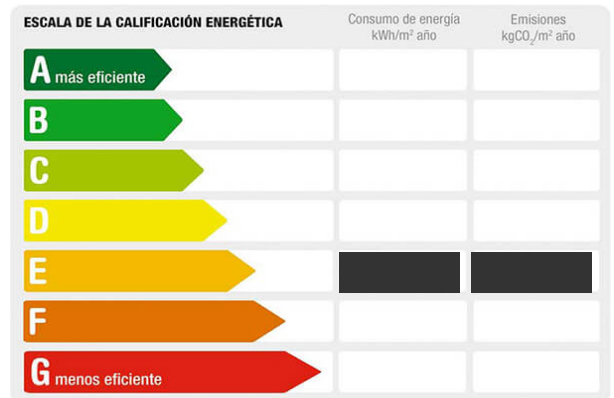 ESCALA DE LA CALIFICACIÓN ENERGÉTICA
Consumo de energía
kWh/m² año
Emisiones
kgCO₂/m² año
A más eficiente
B
C
D
E
F
G menos eficiente